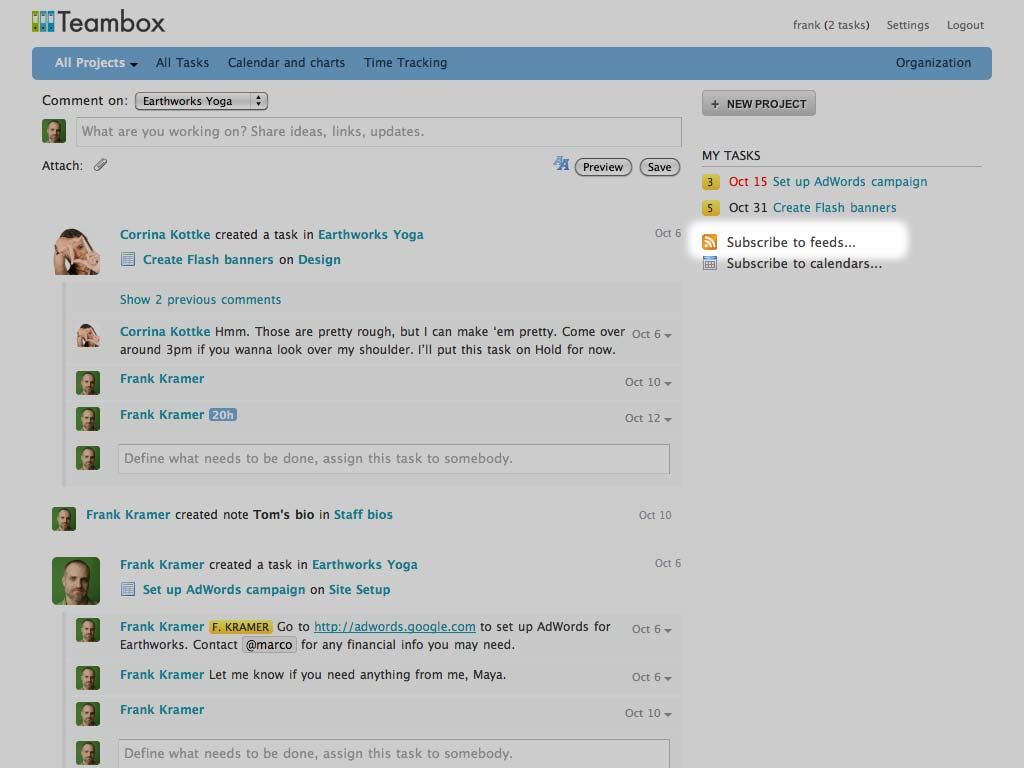 Teambox
frank (2 tasks) Settings Logout
All Projects All Tasks Calendar and charts Time Tracking Organization
Comment on: Earthworks Yoga
What are you working on? Share ideas, links, updates.
Attach: Preview Save
+ NEW PROJECT
MY TASKS
3 Oct 15 Set up AdWords campaign
5 Oct 31 Create Flash banners
Subscribe to feeds...
Subscribe to calendars...
Corrina Kottke created a task in Earthworks Yoga Oct 6
Create Flash banners on Design
Show 2 previous comments
Corrina Kottke Hmm. Those are pretty rough, but I can make 'em pretty. Come over Oct 6
around 3pm if you wanna look over my shoulder. I'll put this task on Hold for now.
Frank Kramer Oct 10
Frank Kramer 20h Oct 12
Define what needs to be done, assign this task to somebody.
Frank Kramer created note Tom's bio in Staff bios Oct 10
Frank Kramer created a task in Earthworks Yoga Oct 6
Set up AdWords campaign on Site Setup
Frank Kramer F. KRAMER Go to http://adwords.google.com to set up AdWords for Oct 6
Earthworks. Contact @marco for any financial info you may need.
Frank Kramer Let me know if you need anything from me, Maya. Oct 6
Frank Kramer Oct 10
Define what needs to be done, assign this task to somebody.